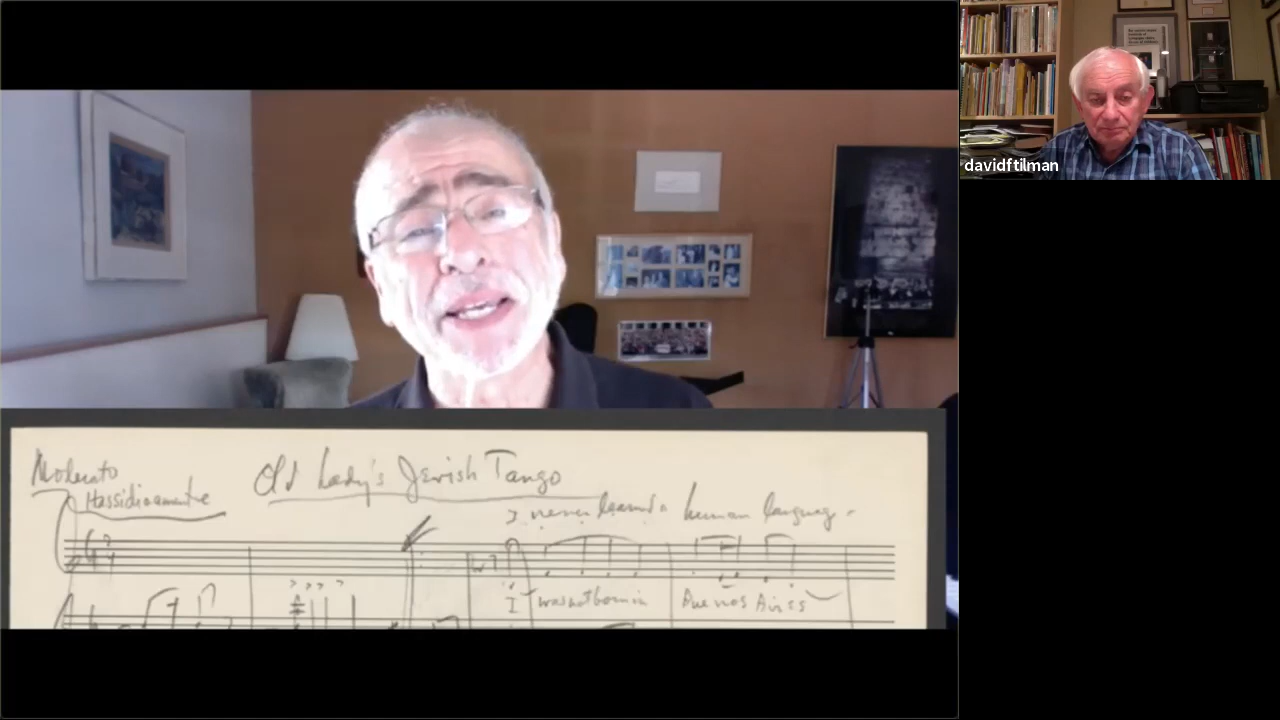 davidftilman
Moderato
Hassidicamente
Old Lady's Jewish Tango
I never learned a human language
I was not born in Buenos Aires